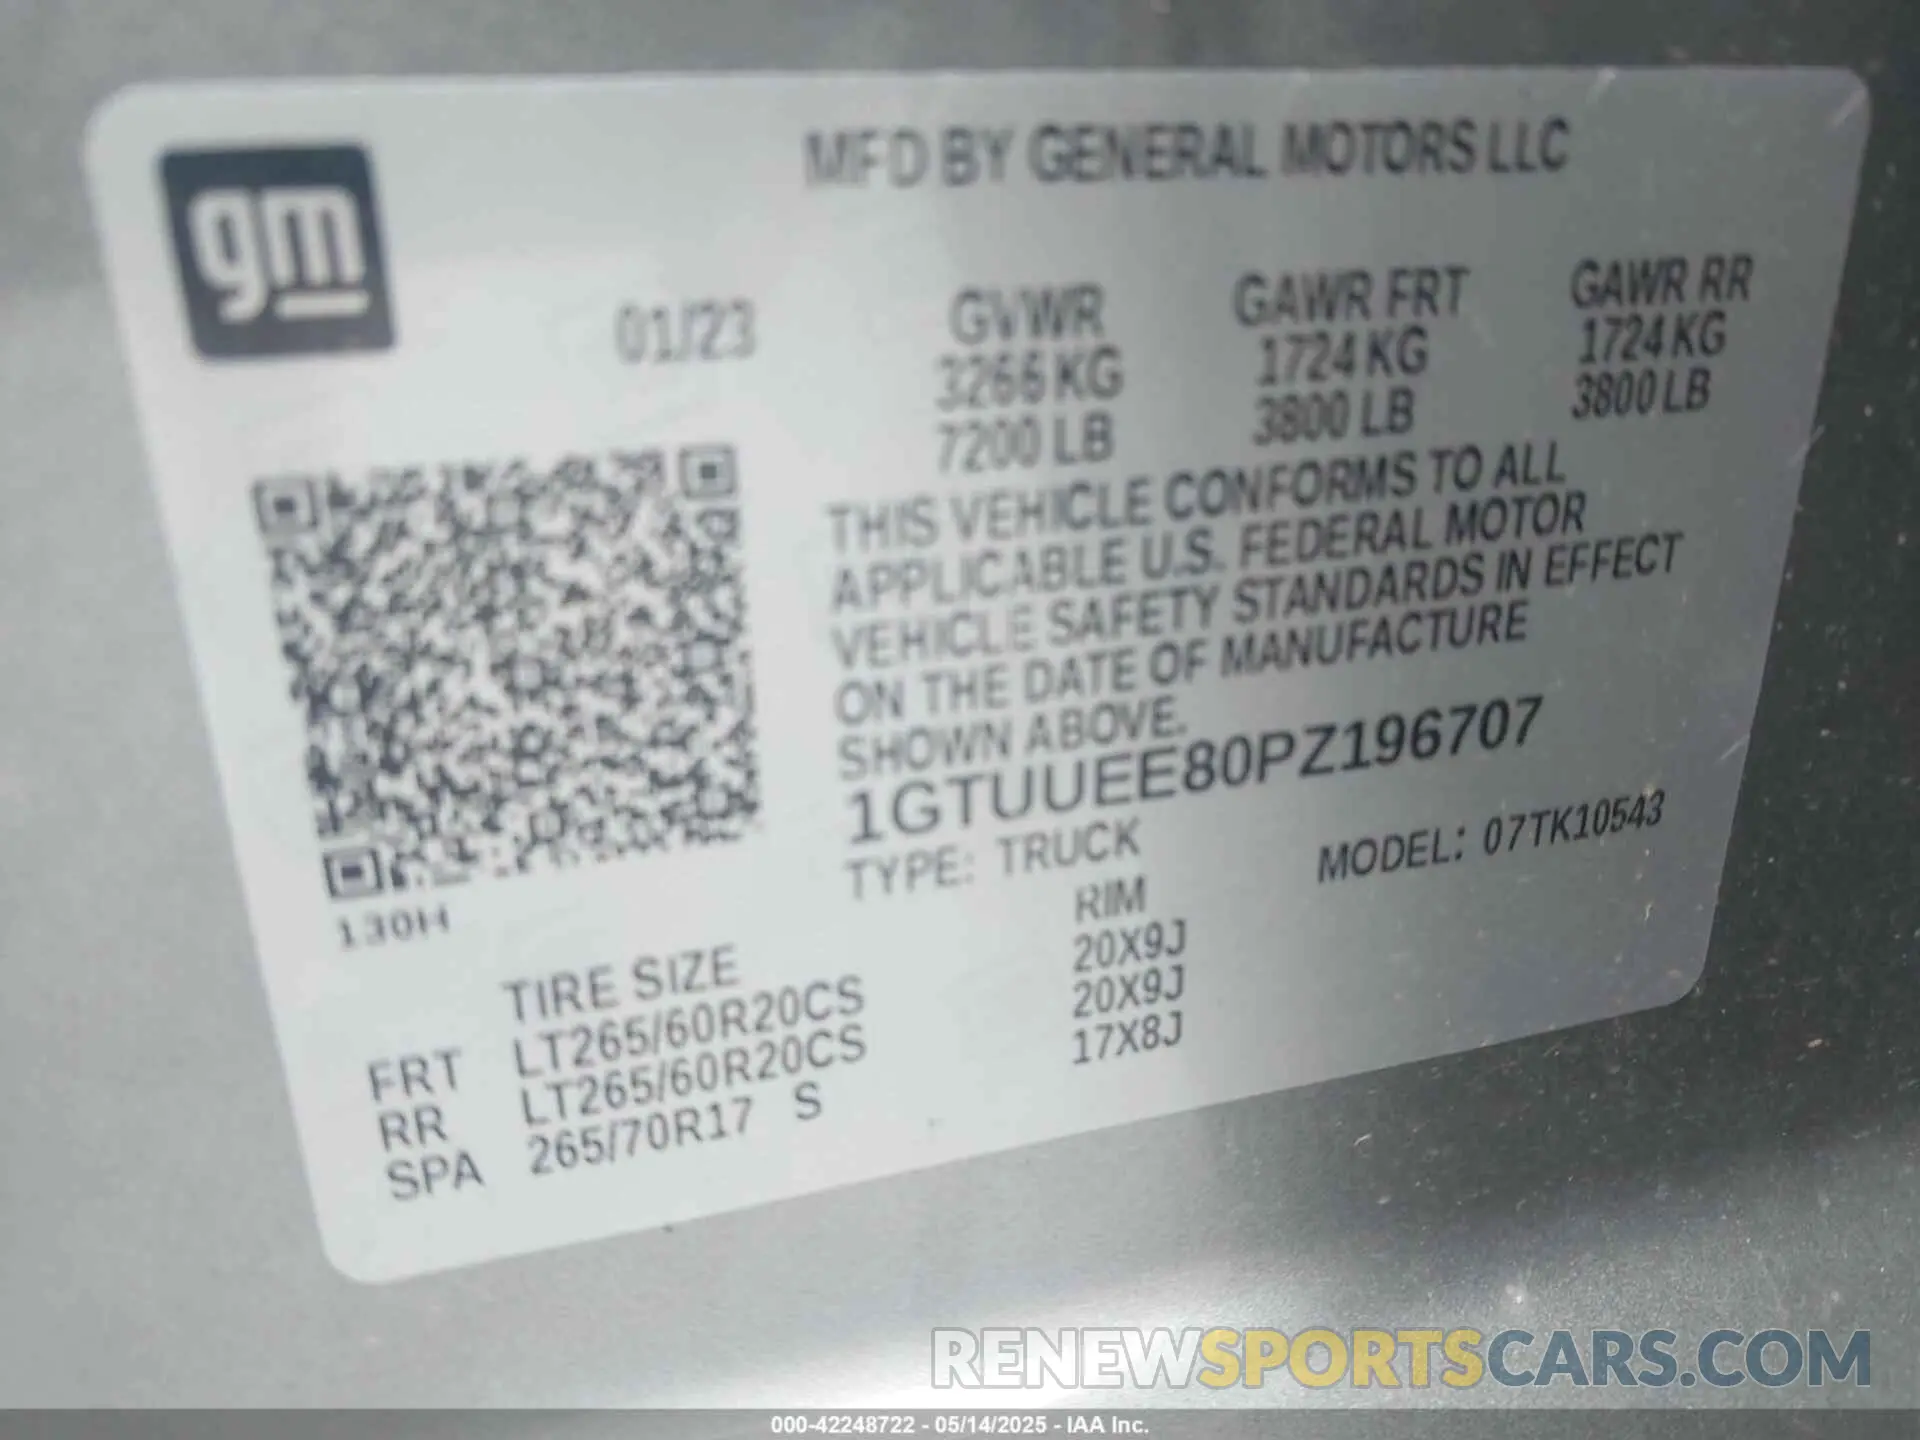 gm
MFD BY GENERAL MOTORS LLC
01/23
GVWR GAWR FRT GAWR RR
3266 KG 1724 KG 1724 KG
7200 LB 3800 LB 3800 LB
THIS VEHICLE CONFORMS TO ALL
APPLICABLE U.S. FEDERAL MOTOR
VEHICLE SAFETY STANDARDS IN EFFECT
ON THE DATE OF MANUFACTURE
SHOWN ABOVE.
1GTUUEE80PZ196707
TYPE: TRUCK MODEL: 07TK10543
130H
TIRE SIZE RIM
FRT LT265/60R20CS 20X9J
RR LT265/60R20CS 20X9J
SPA 265/70R17 S 17X8J
RENEWSPORTSCARS.COM
000-42248722 - 05/14/2025 - IAA Inc.